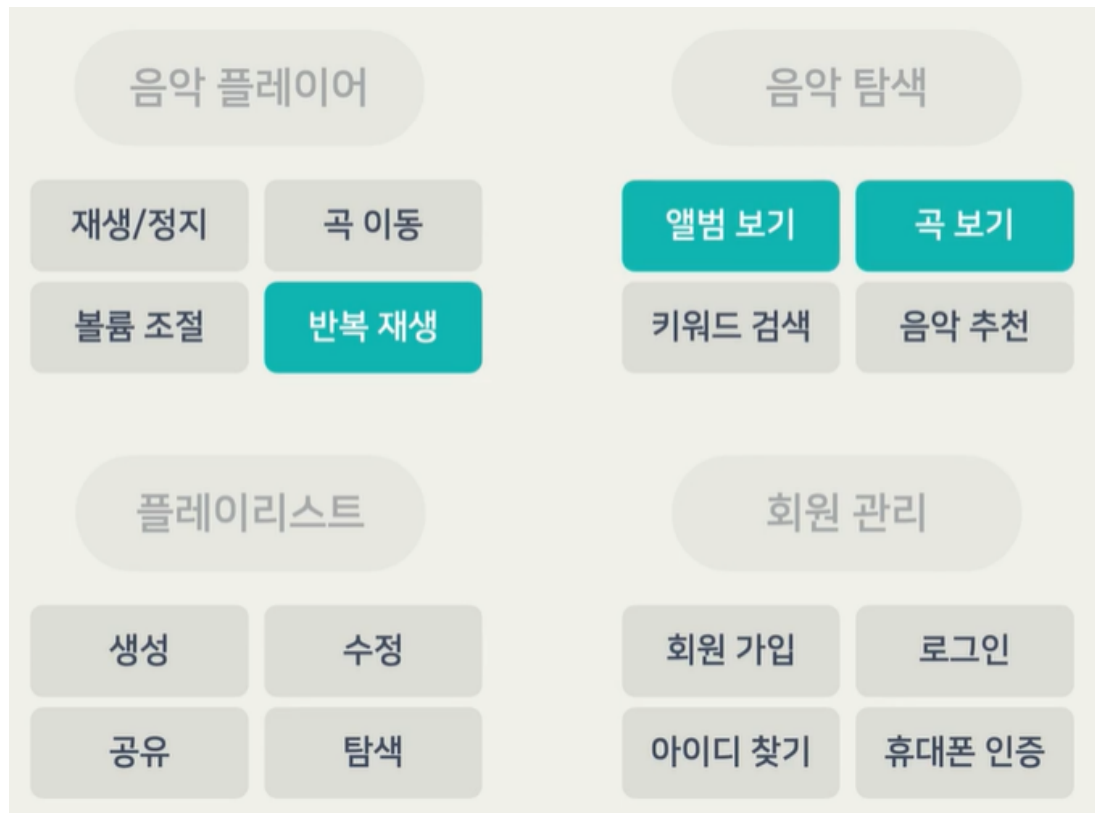 음악 플레이어
음악 탐색
재생/정지
곡 이동
앨범 보기
곡 보기
볼륨 조절
반복 재생
키워드 검색
음악 추천
플레이리스트
회원 관리
생성
수정
회원 가입
로그인
공유
탐색
아이디 찾기
휴대폰 인증